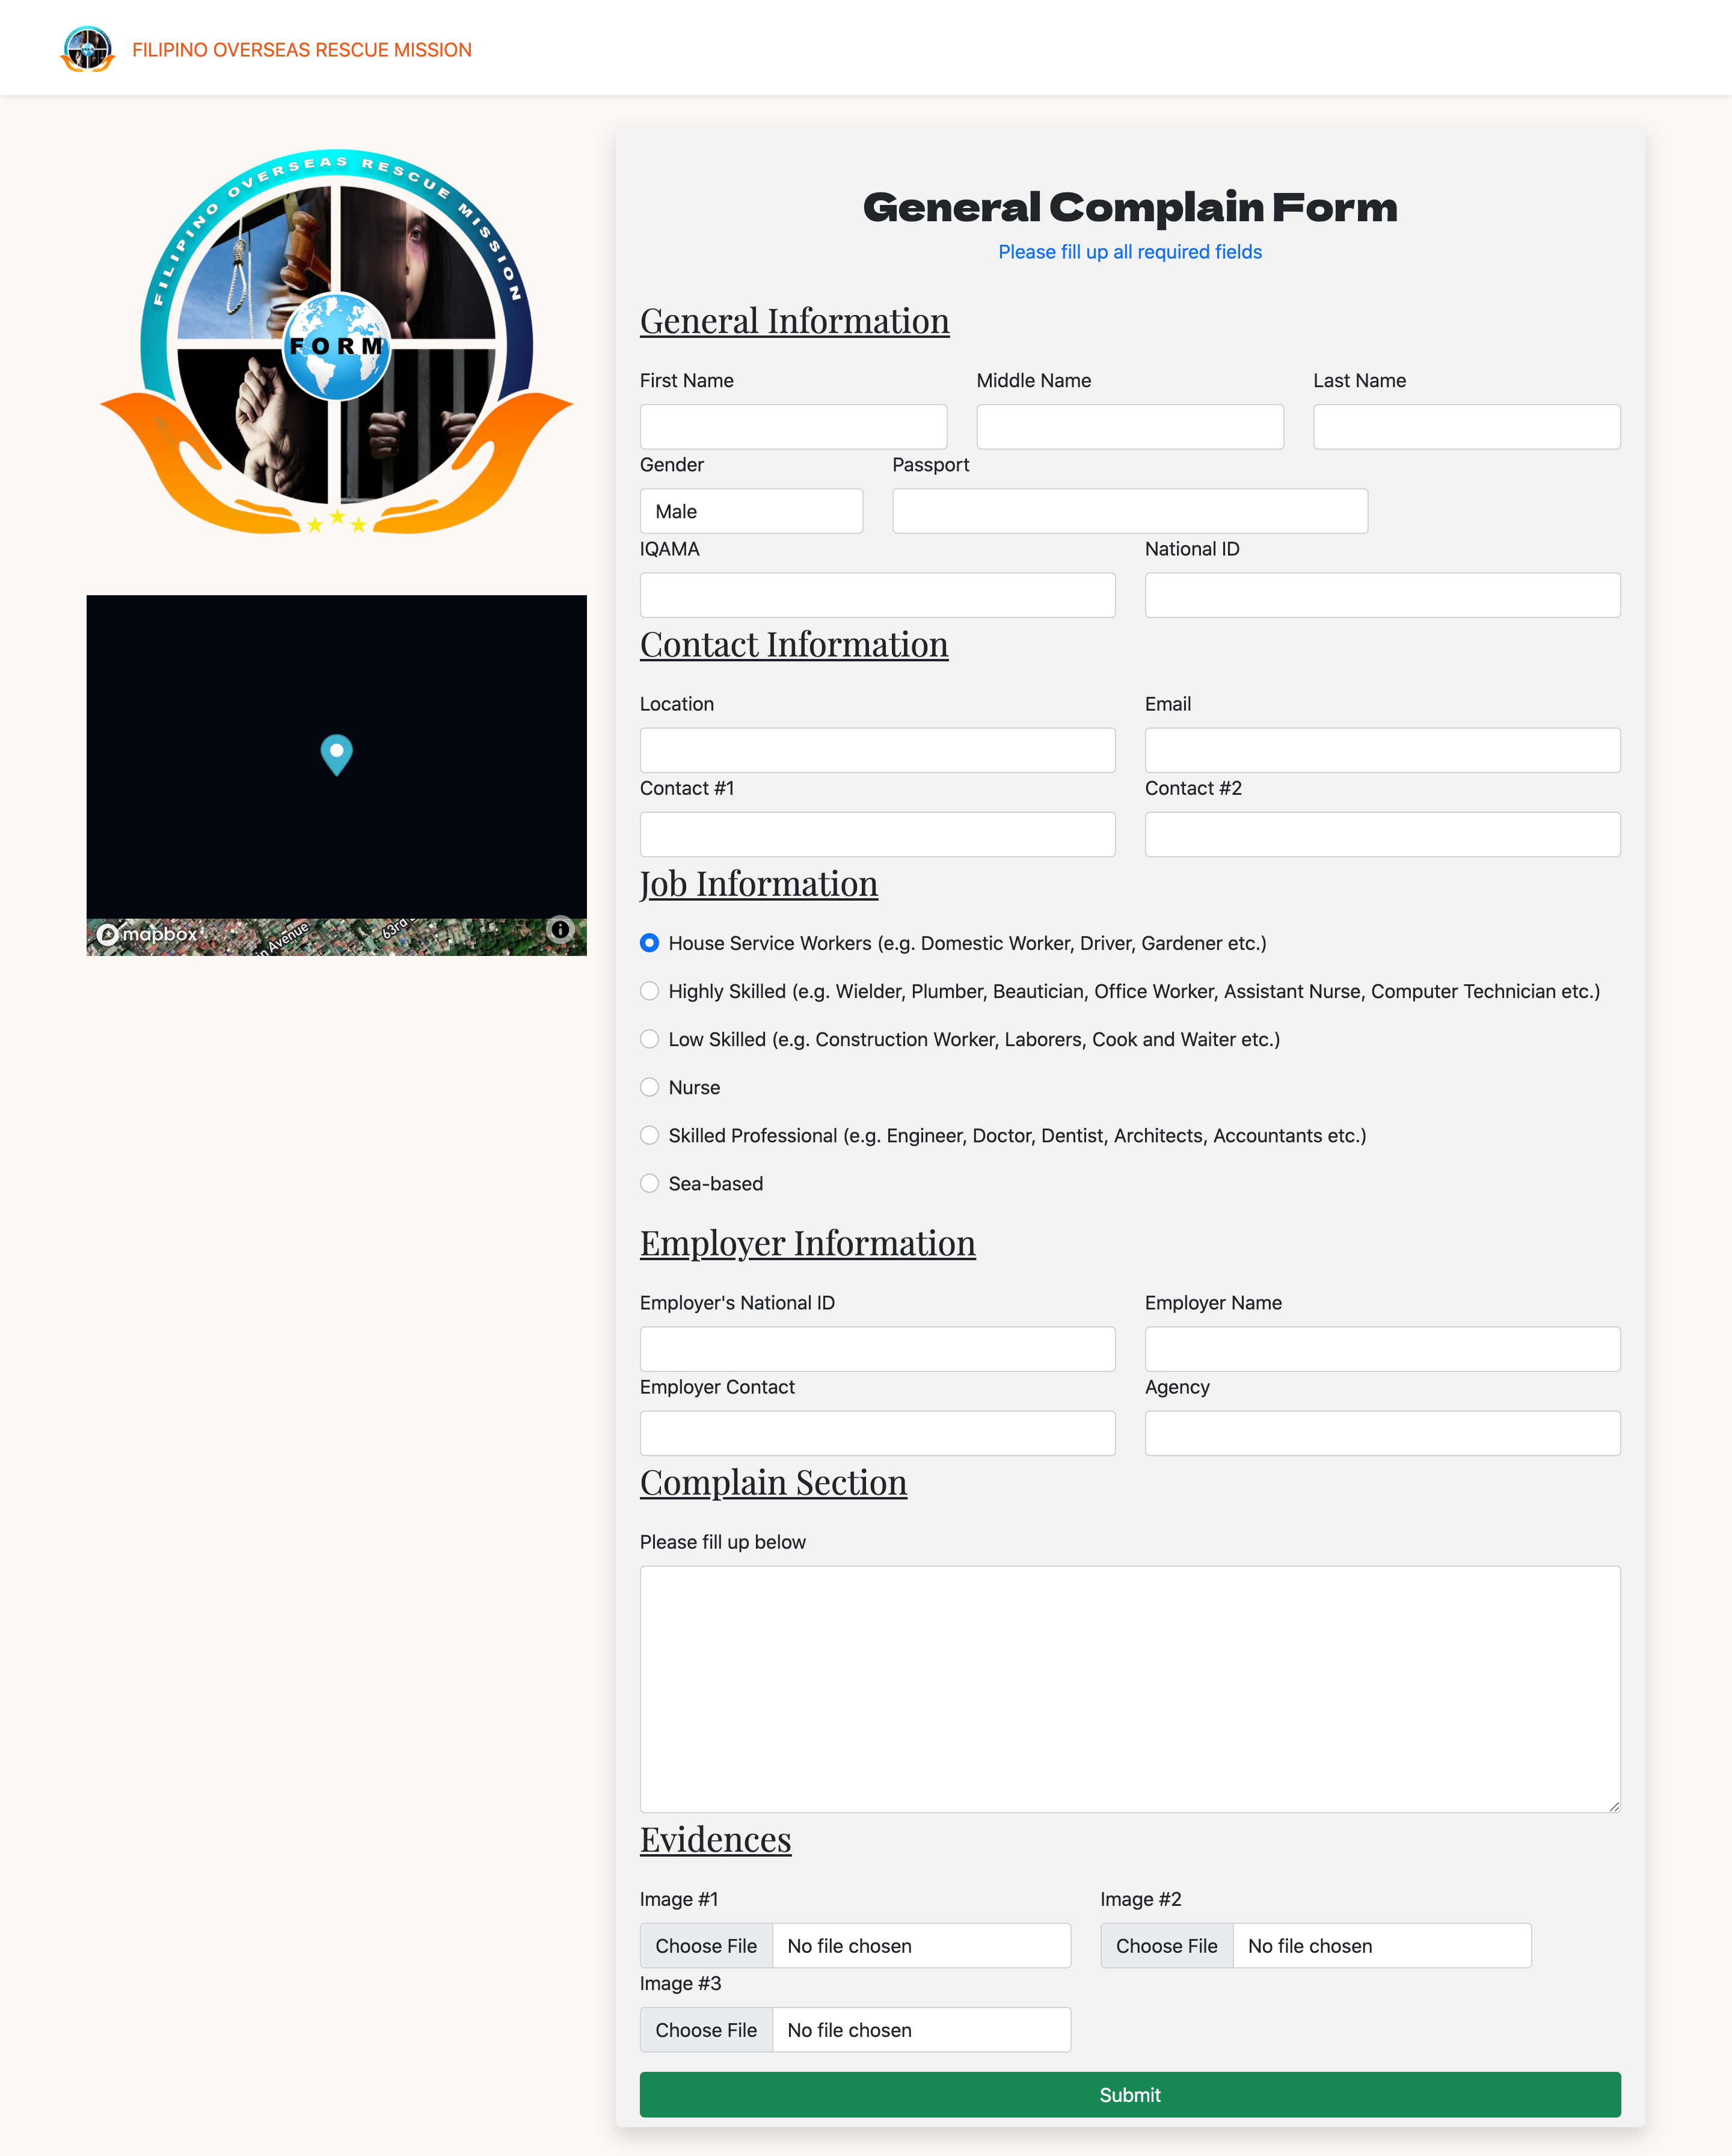 FILIPINO OVERSEAS RESCUE MISSION
FILIPINO OVERSEAS RESCUE MISSION
FORM
mapbox
Avenue
63rd
General Complain Form
Please fill up all required fields
General Information
First Name Middle Name Last Name
Gender Passport
Male
IQAMA National ID
Contact Information
Location Email
Contact #1 Contact #2
Job Information
House Service Workers (e.g. Domestic Worker, Driver, Gardener etc.)
Highly Skilled (e.g. Wielder, Plumber, Beautician, Office Worker, Assistant Nurse, Computer Technician etc.)
Low Skilled (e.g. Construction Worker, Laborers, Cook and Waiter etc.)
Nurse
Skilled Professional (e.g. Engineer, Doctor, Dentist, Architects, Accountants etc.)
Sea-based
Employer Information
Employer's National ID Employer Name
Employer Contact Agency
Complain Section
Please fill up below
Evidences
Image #1 Image #2
Choose File No file chosen Choose File No file chosen
Image #3
Choose File No file chosen
Submit